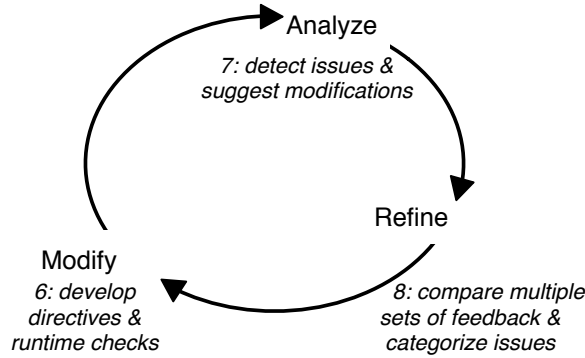 Analyze
7: detect issues &
suggest modifications
Refine
8: compare multiple
sets of feedback &
categorize issues
Modify
6: develop
directives &
runtime checks